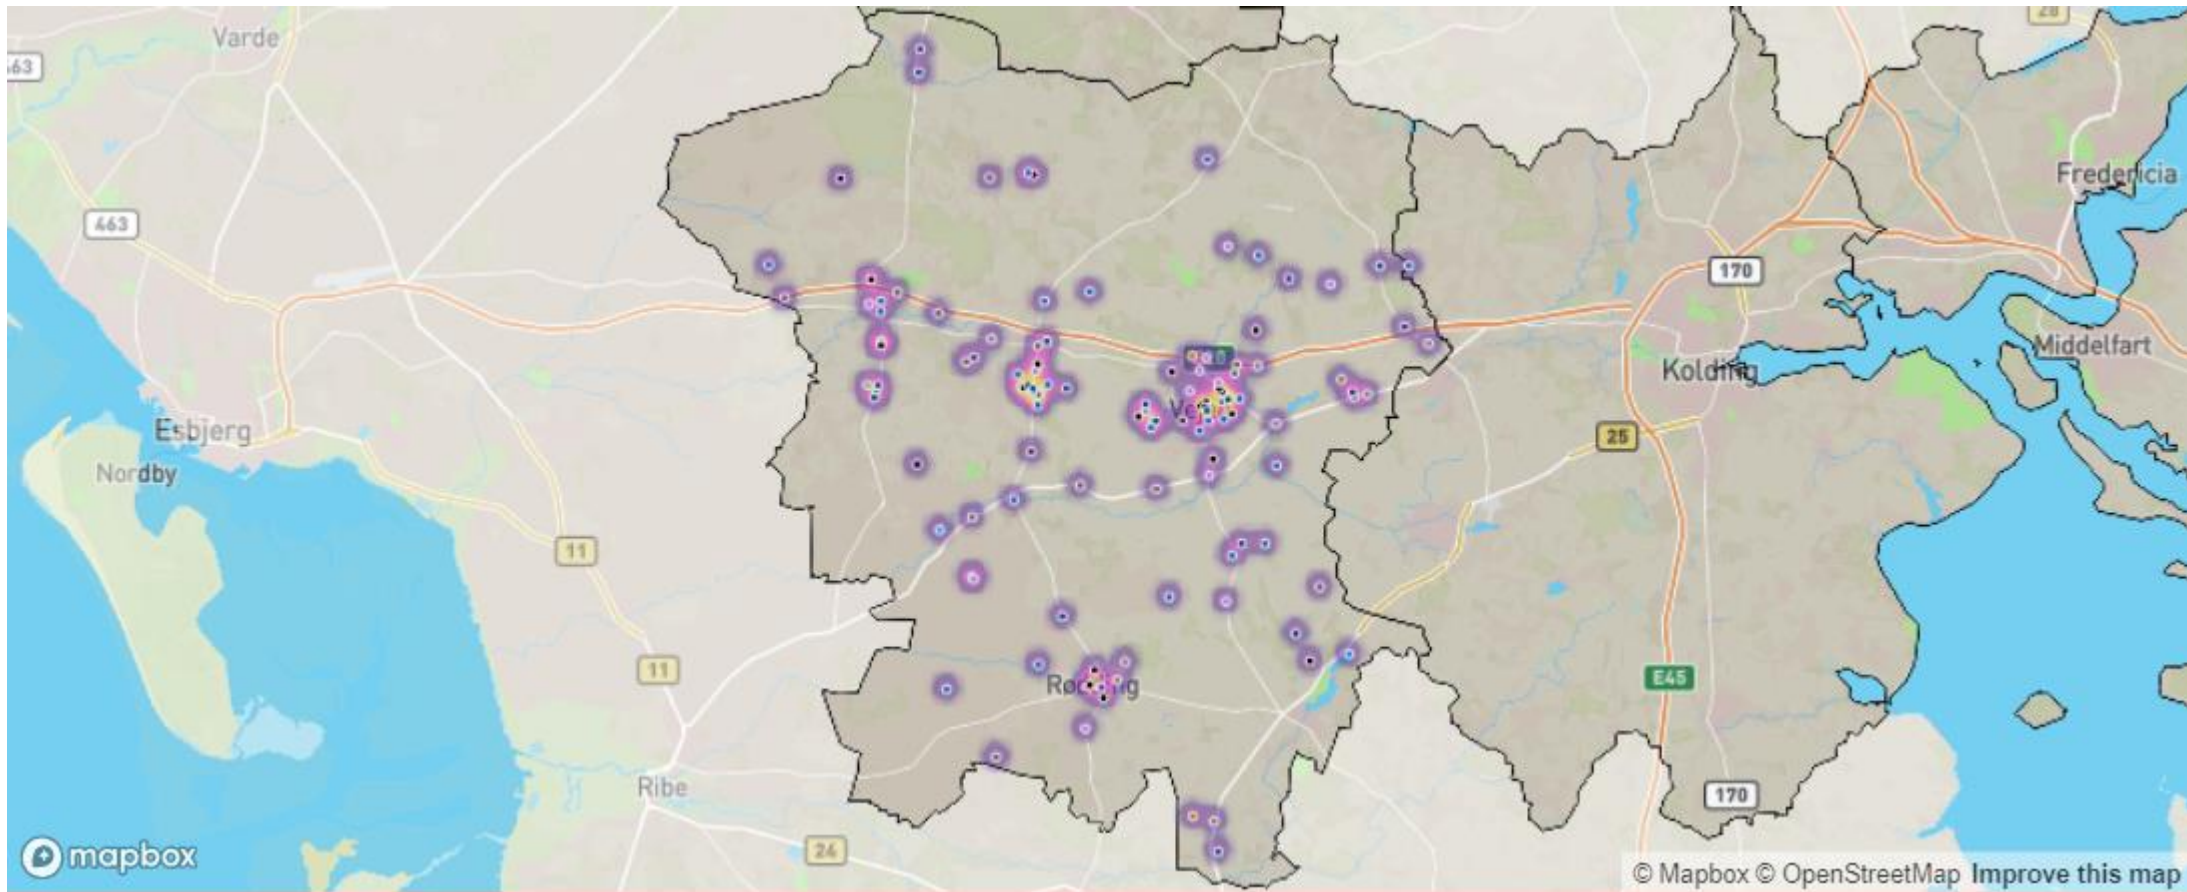 Varde
28
463
Fredericia
463
170
Middelfart
Kolding
Esbjerg
25
Nordby
11
11
E45
Ribe
170
24
mapbox
© Mapbox © OpenStreetMap Improve this map